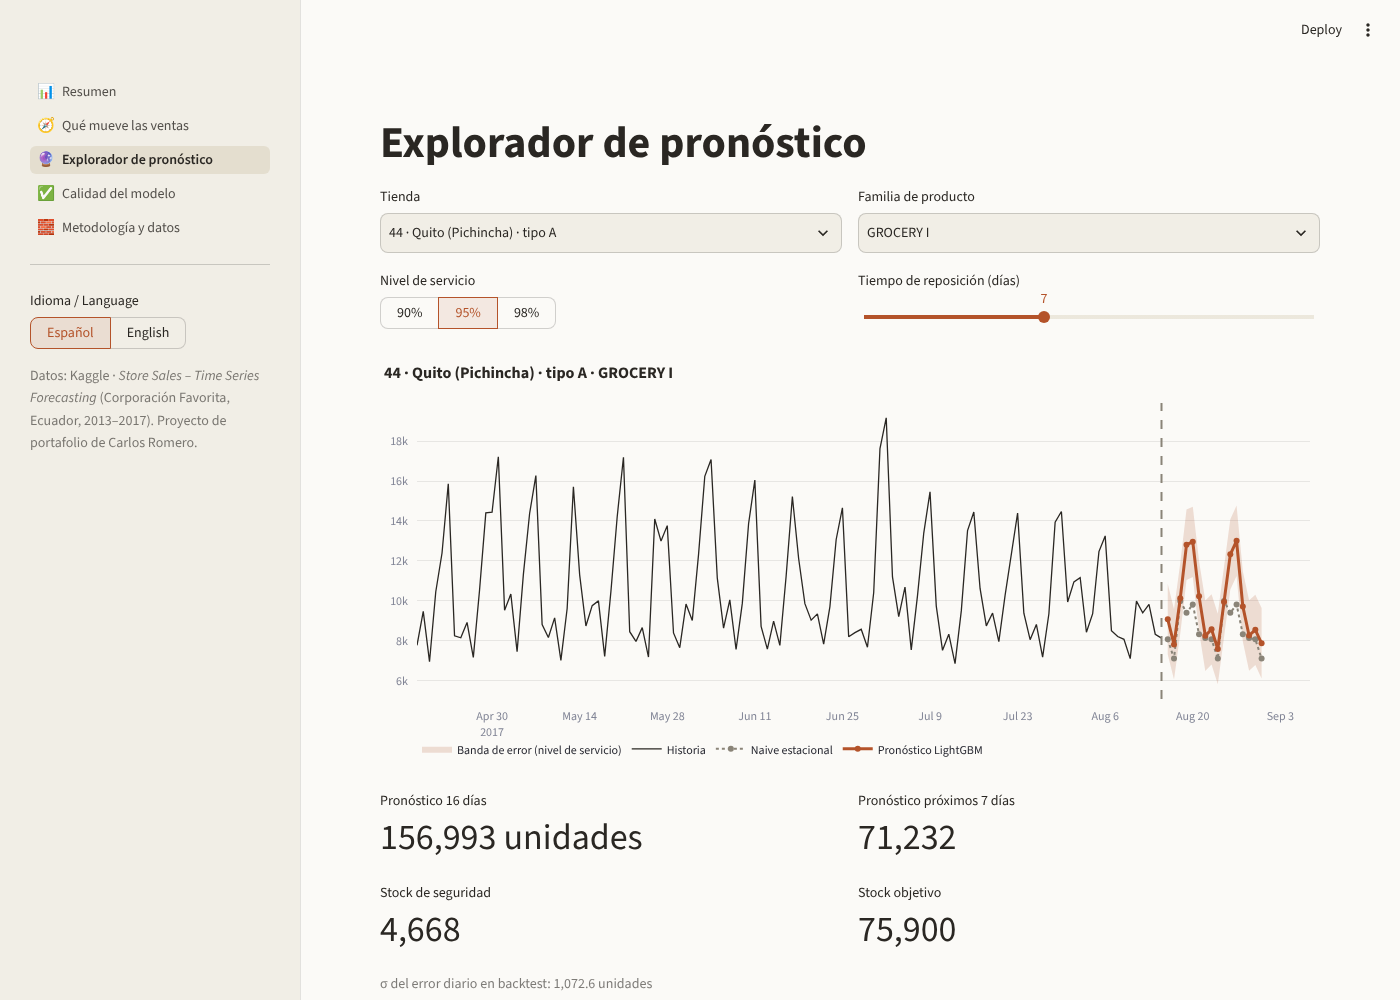 Deploy
Resumen
Qué mueve las ventas
Explorador de pronóstico
Calidad del modelo
Metodología y datos
Idioma / Language
Español
English
Datos: Kaggle · Store Sales – Time Series
Forecasting (Corporación Favorita,
Ecuador, 2013–2017). Proyecto de
portafolio de Carlos Romero.
Explorador de pronóstico
Tienda
Familia de producto
44 · Quito (Pichincha) · tipo A
GROCERY I
Nivel de servicio
Tiempo de reposición (días)
90%
95%
98%
7
44 · Quito (Pichincha) · tipo A · GROCERY I
18k
16k
14k
12k
10k
8k
6k
Apr 30
2017
May 14
May 28
Jun 11
Jun 25
Jul 9
Jul 23
Aug 6
Aug 20
Sep 3
Banda de error (nivel de servicio)
Historia
Naive estacional
Pronóstico LightGBM
Pronóstico 16 días
156,993 unidades
Pronóstico próximos 7 días
71,232
Stock de seguridad
4,668
Stock objetivo
75,900
σ del error diario en backtest: 1,072.6 unidades